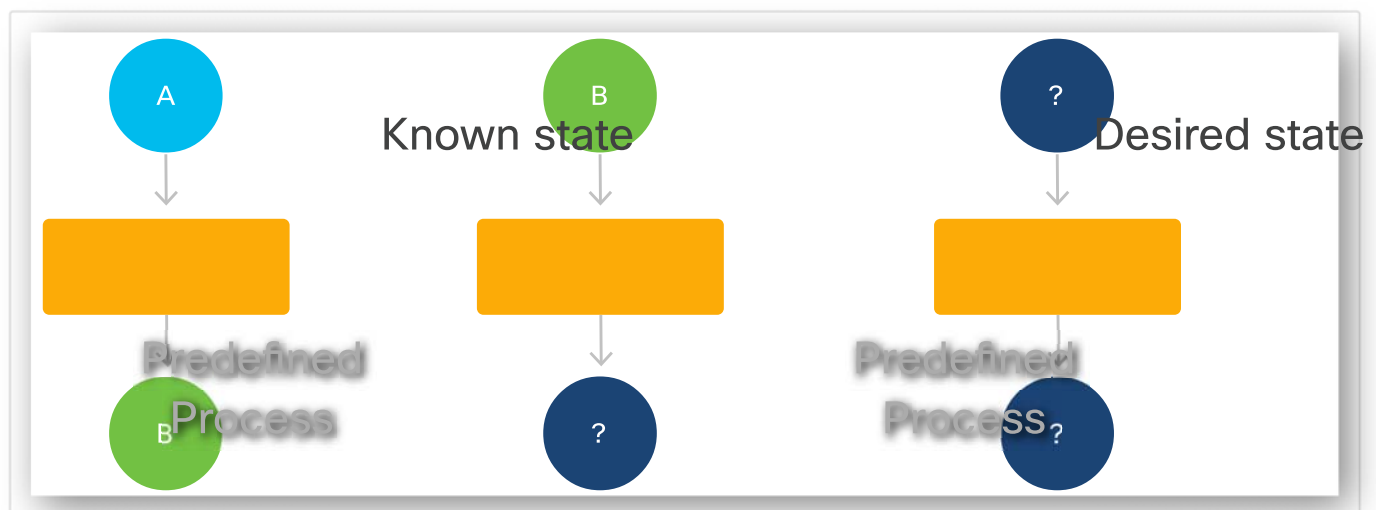 A
B
?
Known state
Desired state
Predefined
Process
Predefined
Process
B
?
?